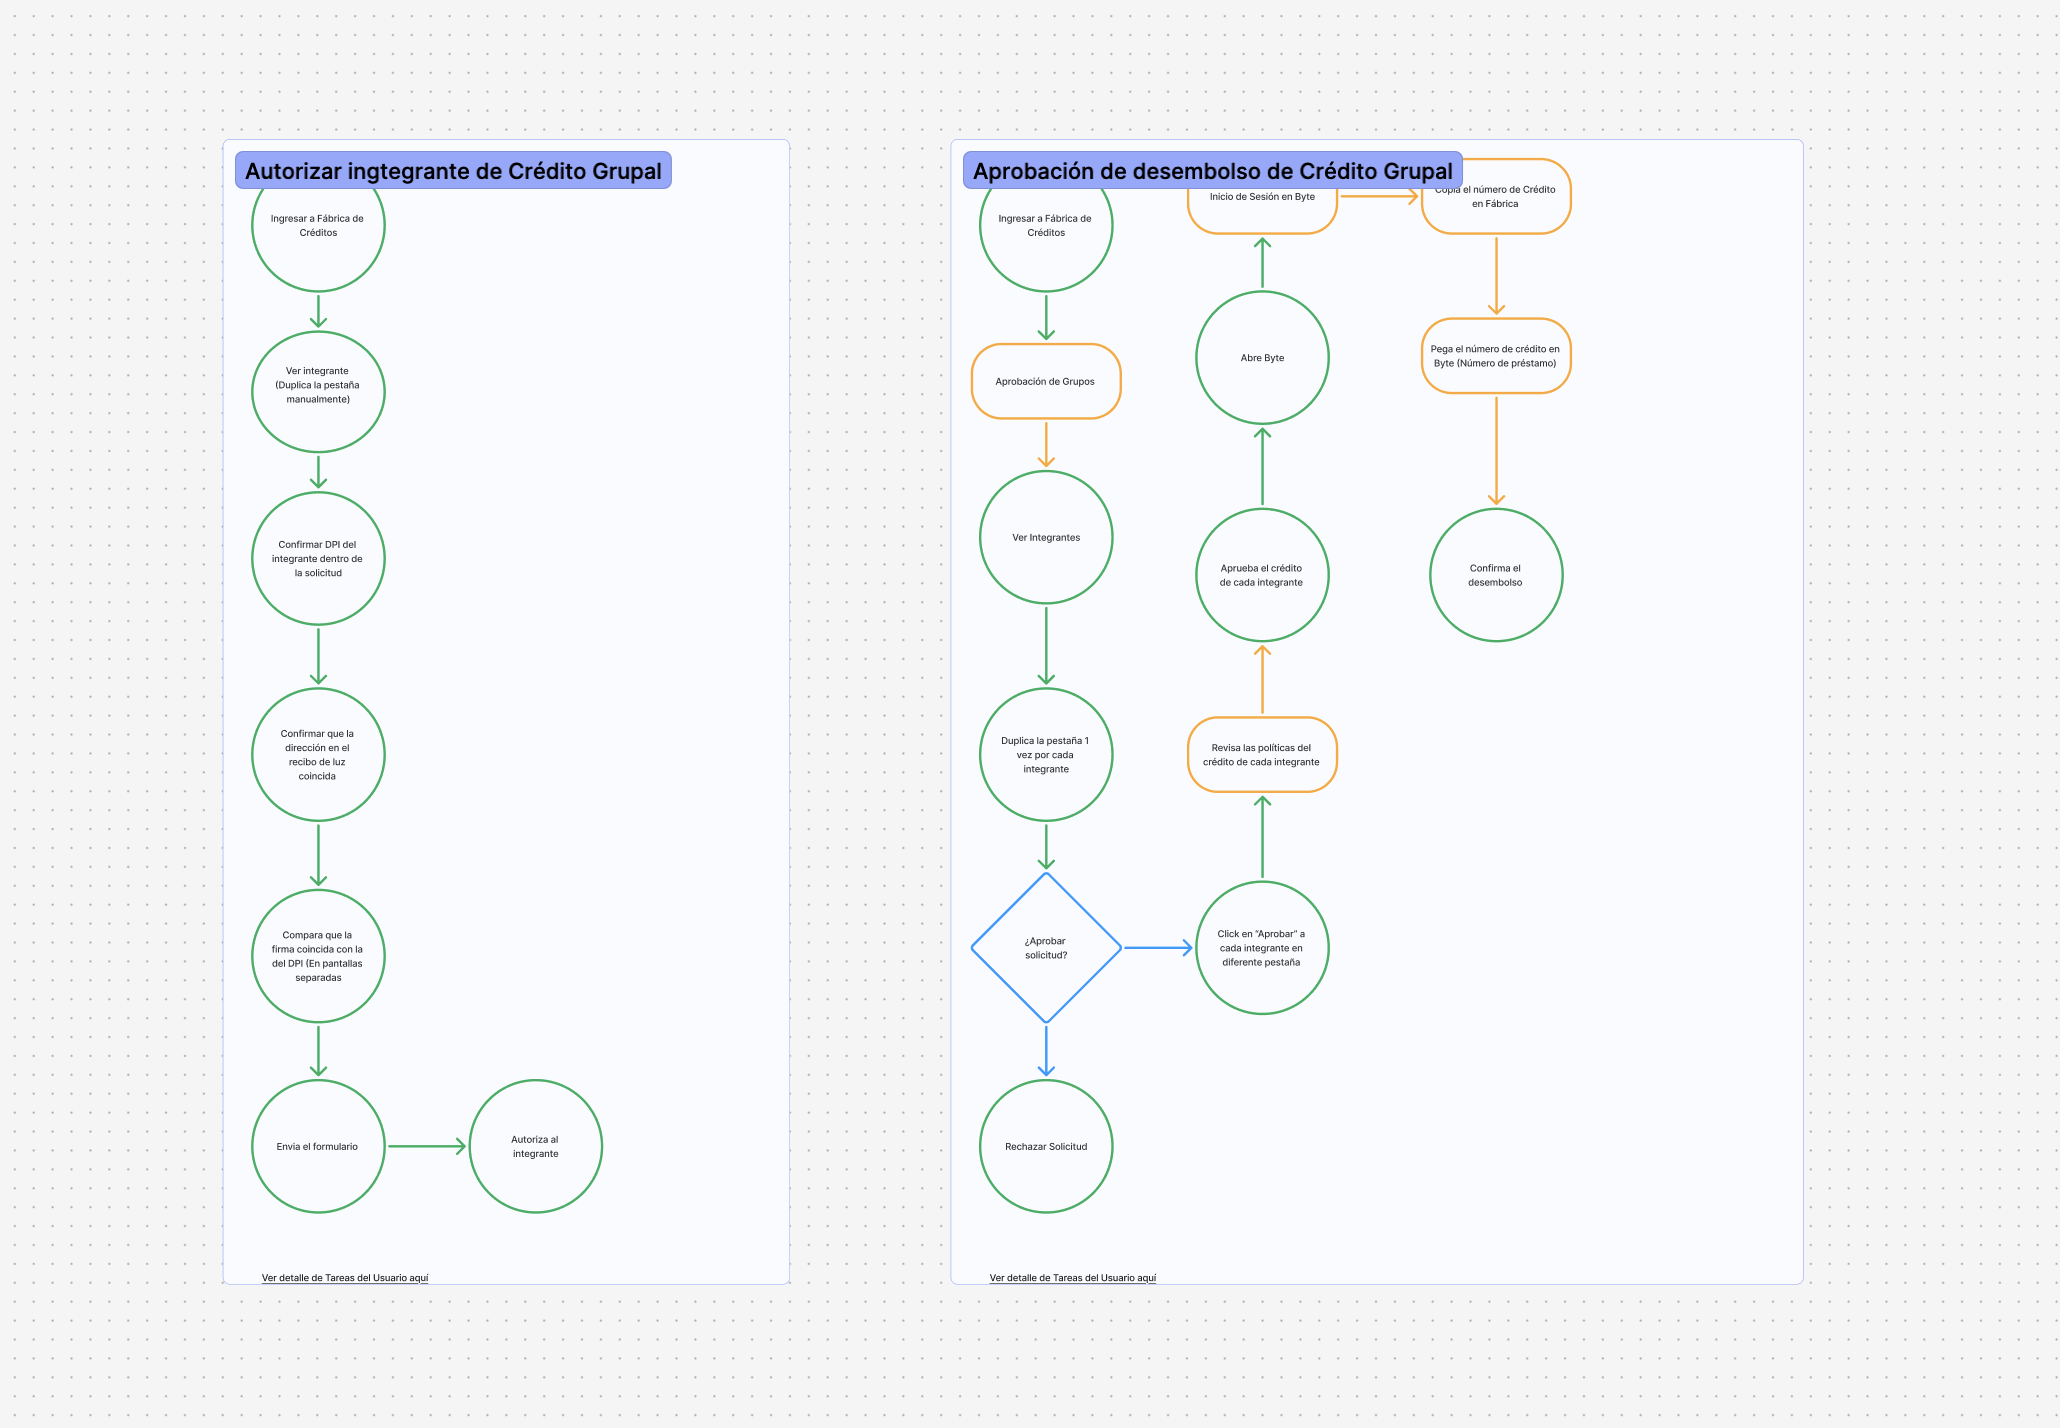 Autorizar ingtegrante de Crédito Grupal
Ingresar a Fábrica de
Créditos
Ver integrante
(Duplica la pestaña
manualmente)
Confirmar DPI del
integrante dentro de
la solicitud
Confirmar que la
dirección en el
recibo de luz
coincida
Compara que la
firma coincida con la
del DPI (En pantallas
separadas
Envia el formulario
Autoriza al
integrante
Ver detalle de Tareas del Usuario aquí
Aprobación de desembolso de Crédito Grupal
Ingresar a Fábrica de
Créditos
Aprobación de Grupos
Ver Integrantes
Duplica la pestaña 1
vez por cada
integrante
¿Aprobar
solicitud?
Rechazar Solicitud
Click en "Aprobar" a
cada integrante en
diferente pestaña
Revisa las políticas del
crédito de cada integrante
Aprueba el crédito
de cada integrante
Abre Byte
Inicio de Sesión en Byte
Copia el número de Crédito
en Fábrica
Pega el número de crédito en
Byte (Número de préstamo)
Confirma el
desembolso
Ver detalle de Tareas del Usuario aquí